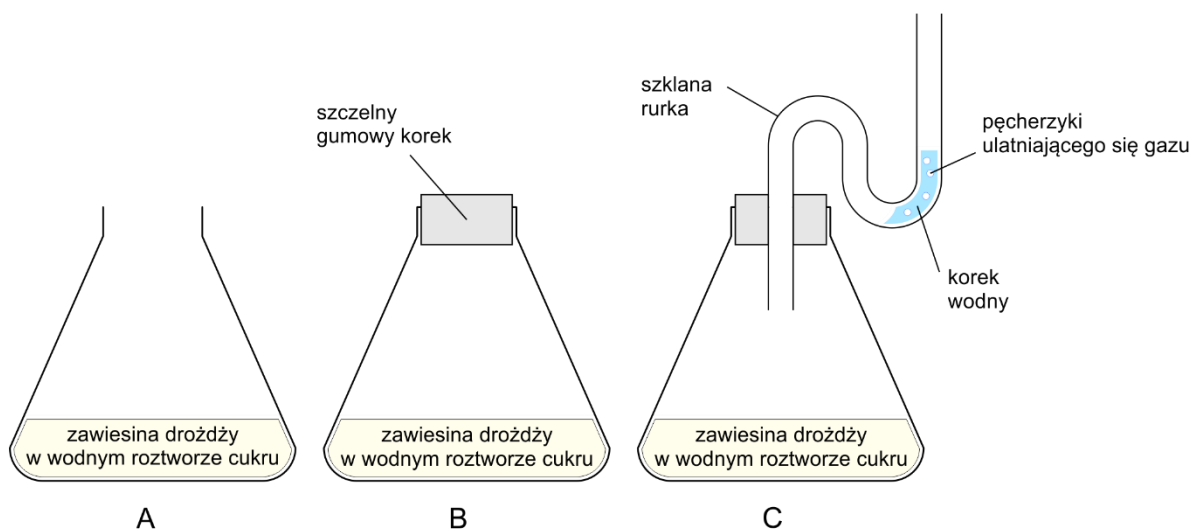 szklana
rurka
pęcherzyki
ulatniającego się gazu
szczelny
gumowy korek
korek
wodny
zawiesina drożdży
w wodnym roztworze cukru
zawiesina drożdży
w wodnym roztworze cukru
zawiesina drożdży
w wodnym roztworze cukru
A
B
C